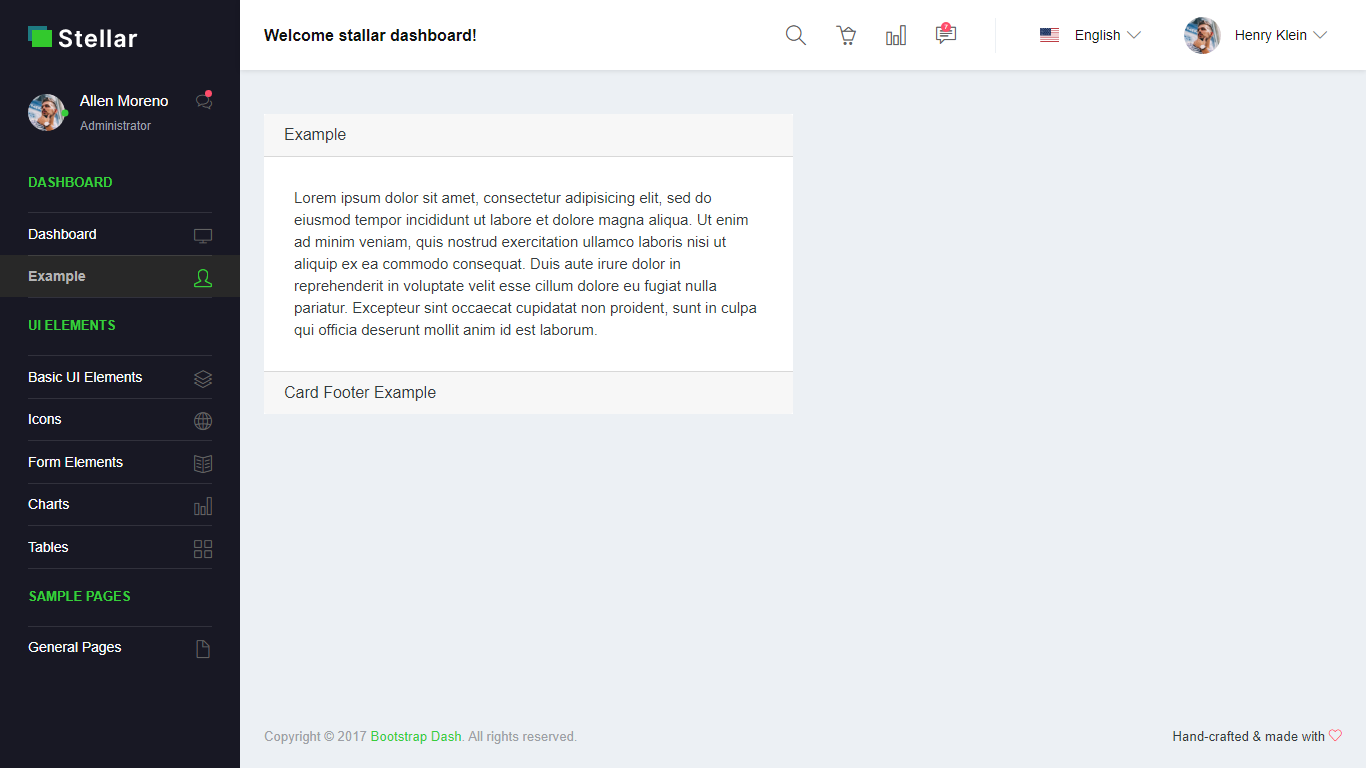 Stellar
Welcome stallar dashboard!
7
English
Henry Klein
Allen Moreno
Administrator
DASHBOARD
Dashboard
Example
UI ELEMENTS
Basic UI Elements
Icons
Form Elements
Charts
Tables
SAMPLE PAGES
General Pages
Example
Lorem ipsum dolor sit amet, consectetur adipisicing elit, sed do
eiusmod tempor incididunt ut labore et dolore magna aliqua. Ut enim
ad minim veniam, quis nostrud exercitation ullamco laboris nisi ut
aliquip ex ea commodo consequat. Duis aute irure dolor in
reprehenderit in voluptate velit esse cillum dolore eu fugiat nulla
pariatur. Excepteur sint occaecat cupidatat non proident, sunt in culpa
qui officia deserunt mollit anim id est laborum.
Card Footer Example
Copyright © 2017 Bootstrap Dash. All rights reserved.
Hand-crafted & made with